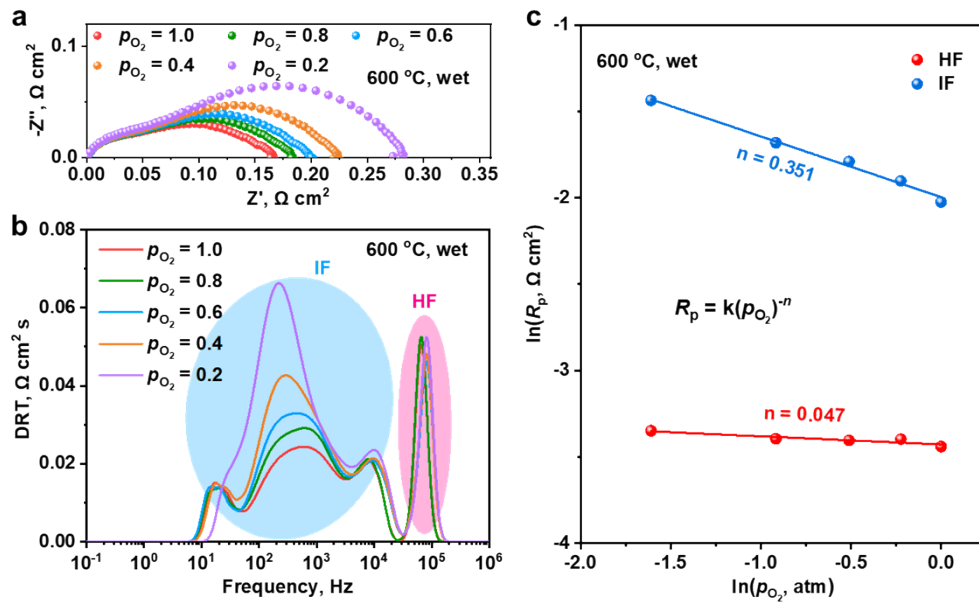 a
p_O2 = 1.0 p_O2 = 0.8 p_O2 = 0.6
p_O2 = 0.4 p_O2 = 0.2 600 °C, wet
-Z'', Ω cm²
0.1
0.0
0.00 0.05 0.10 0.15 0.20 0.25 0.30 0.35
Z', Ω cm²
b
DRT, Ω cm² s
0.08
0.06
0.04
0.02
0.00
p_O2 = 1.0
p_O2 = 0.8
p_O2 = 0.6
p_O2 = 0.4
p_O2 = 0.2
600 °C, wet
IF
HF
10⁻¹ 10⁰ 10¹ 10² 10³ 10⁴ 10⁵ 10⁶
Frequency, Hz
c
ln(R_p, Ω cm²)
-1
-2
-3
-4
600 °C, wet
HF
IF
n = 0.351
R_p = k(p_O2)^-n
n = 0.047
-2.0 -1.5 -1.0 -0.5 0.0
ln(p_O2, atm)